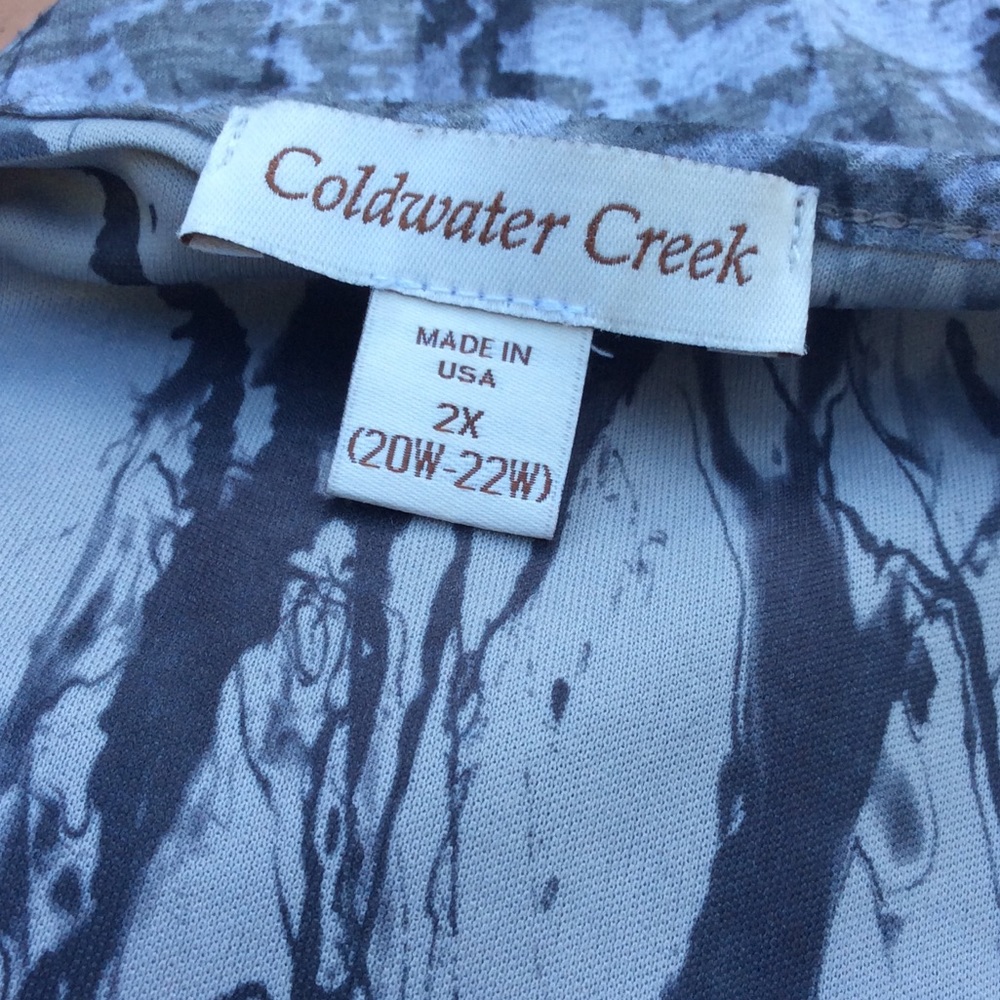 Coldwater Creek
MADE IN
USA
2X
(20W-22W)